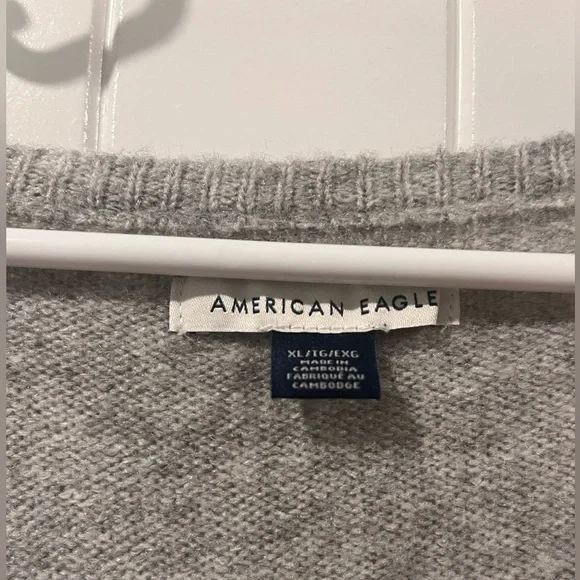 AMERICAN EAGLE
XL/TG/EXG
MADE IN
CAMBODIA
FABRIQUÉ AU
CAMBODGE